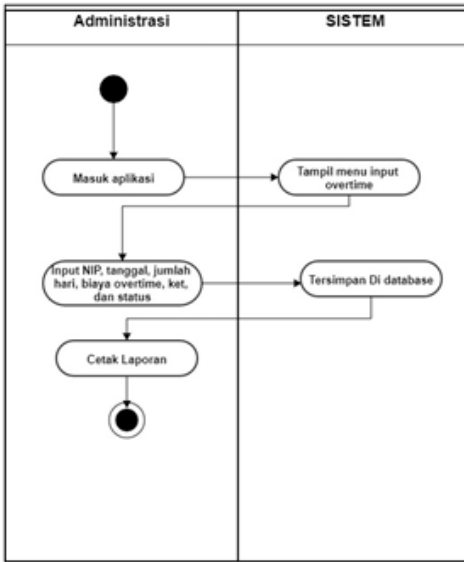 Administrasi
SISTEM
Masuk aplikasi
Tampil menu input
overtime
Input NIP, tanggal, jumlah
hari, biaya overtime, ket,
dan status
Tersimpan Di database
Cetak Laporan